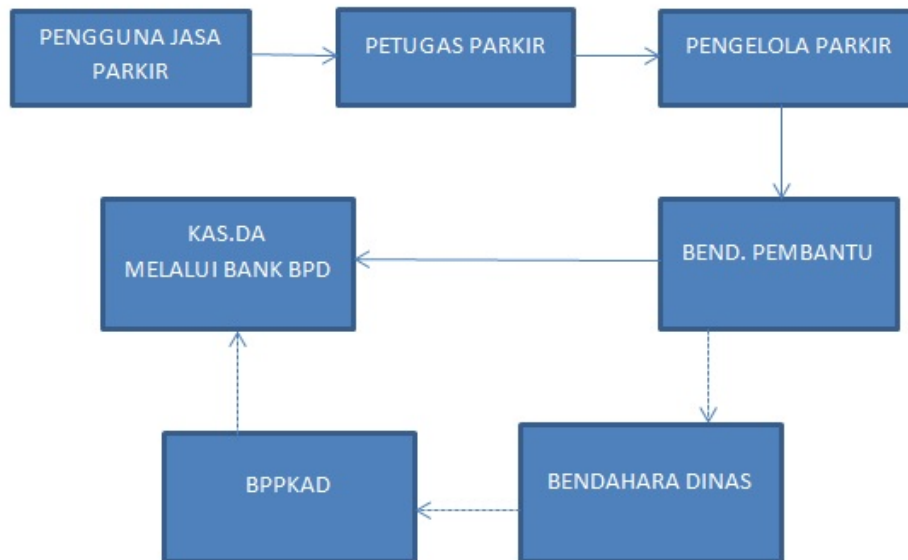 PENGGUNA JASA
PARKIR
PETUGAS PARKIR
PENGELOLA PARKIR
KAS.DA
MELALUI BANK BPD
BEND. PEMBANTU
BPPKAD
BENDAHARA DINAS